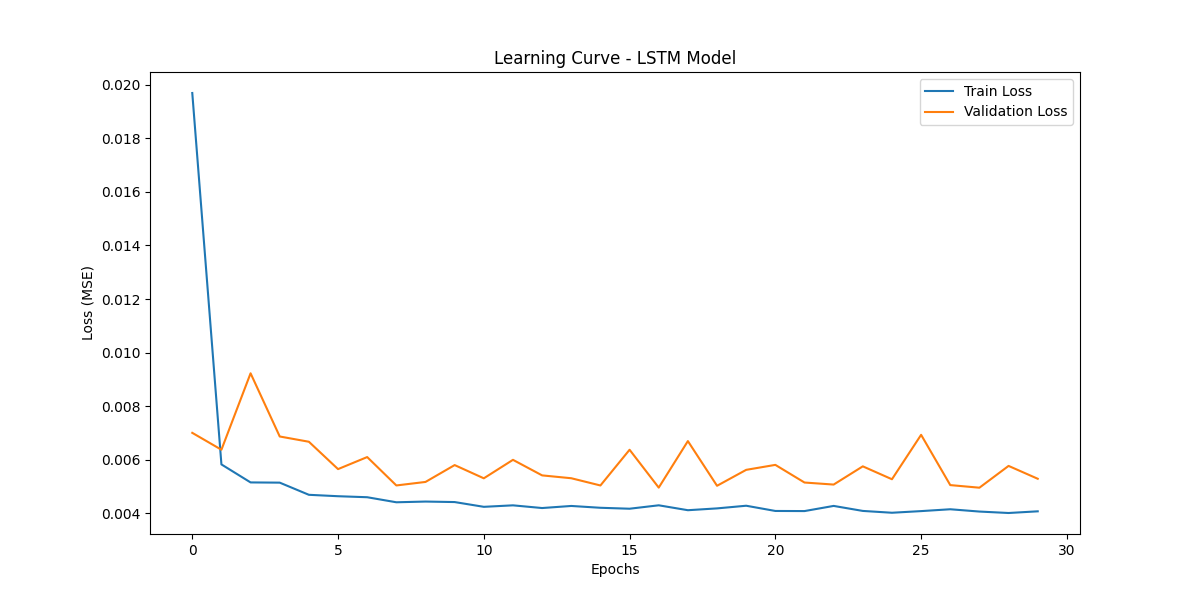 Learning Curve - LSTM Model
Train Loss
Validation Loss
Loss (MSE)
0.020
0.018
0.016
0.014
0.012
0.010
0.008
0.006
0.004
0 5 10 15 20 25 30
Epochs